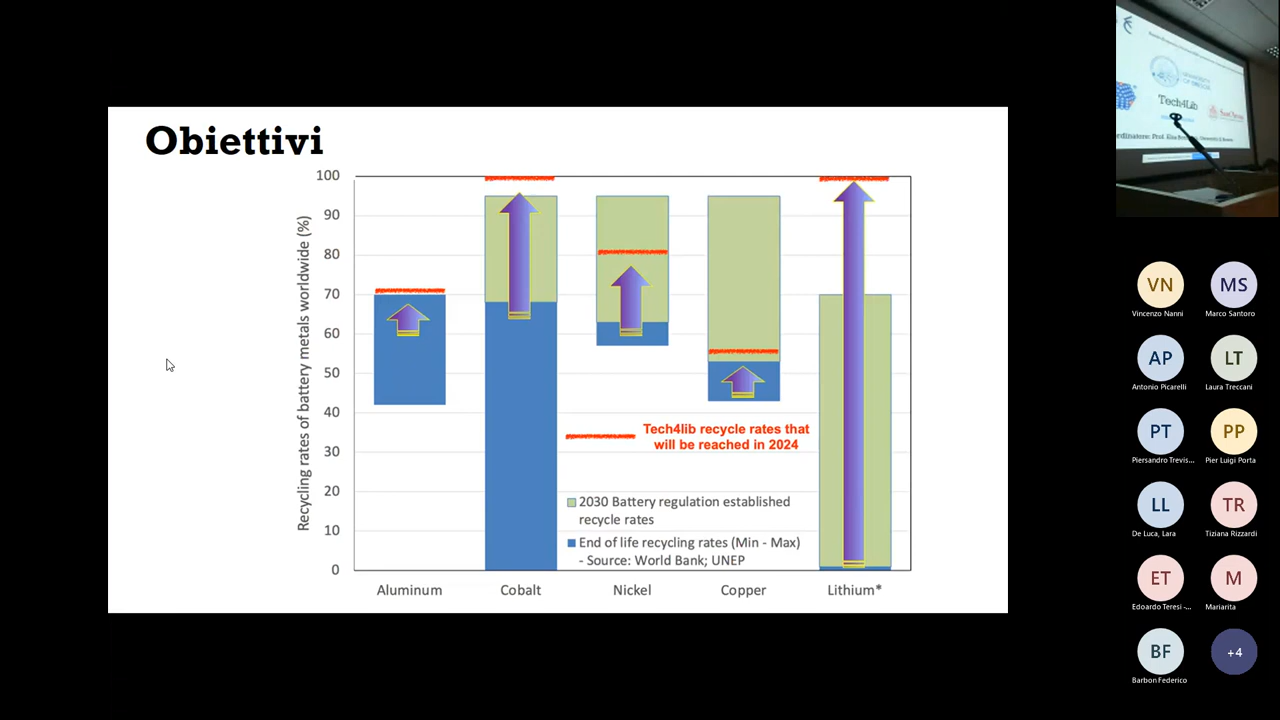 Obiettivi
Recycling rates of battery metals worldwide (%)
100
90
80
70
60
50
40
30
20
10
0
Tech4lib recycle rates that
will be reached in 2024
2030 Battery regulation established
recycle rates
End of life recycling rates (Min - Max)
- Source: World Bank; UNEP
Aluminum Cobalt Nickel Copper Lithium*
UNIVERSITY
OF BRESCIA
Tech4Lib
VN MS
Vincenzo Nanni Marco Santoro
AP LT
Antonio Picarelli Laura Treccani
PT PP
Piersandro Trevis... Pier Luigi Porta
LL TR
De Luca, Lara Tiziana Rizzardi
ET M
Edoardo Teresi -... Mariarita
BF +4
Barbon Federico